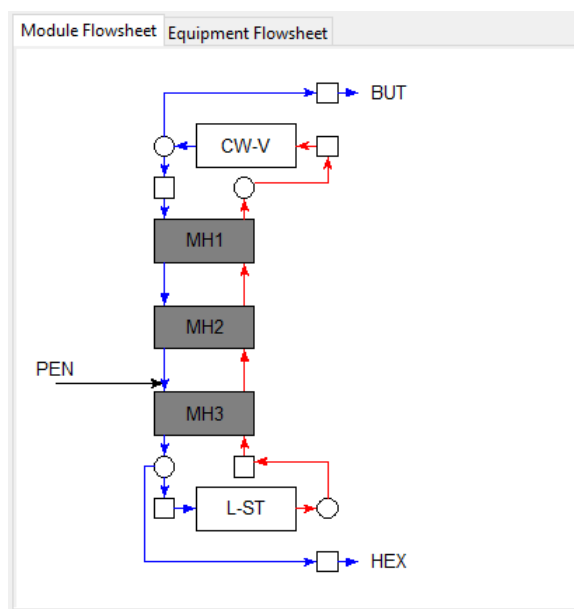 Module Flowsheet Equipment Flowsheet
BUT
CW-V
MH1
MH2
PEN
MH3
L-ST
HEX